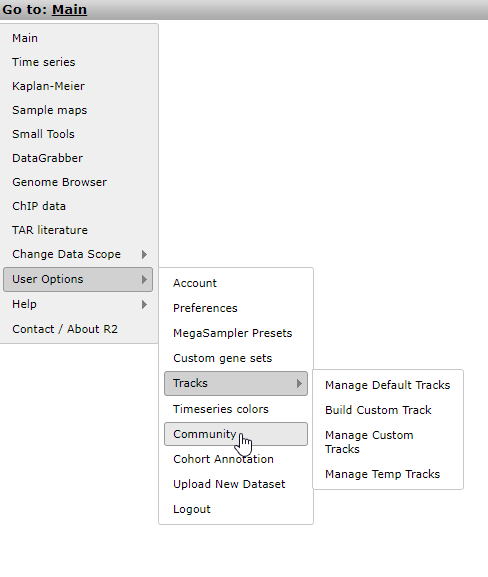 Go to: Main
Main
Time series
Kaplan-Meier
Sample maps
Small Tools
DataGrabber
Genome Browser
ChIP data
TAR literature
Change Data Scope
User Options
Help
Contact / About R2
Account
Preferences
MegaSampler Presets
Custom gene sets
Tracks
Timeseries colors
Community
Cohort Annotation
Upload New Dataset
Logout
Manage Default Tracks
Build Custom Track
Manage Custom
Tracks
Manage Temp Tracks